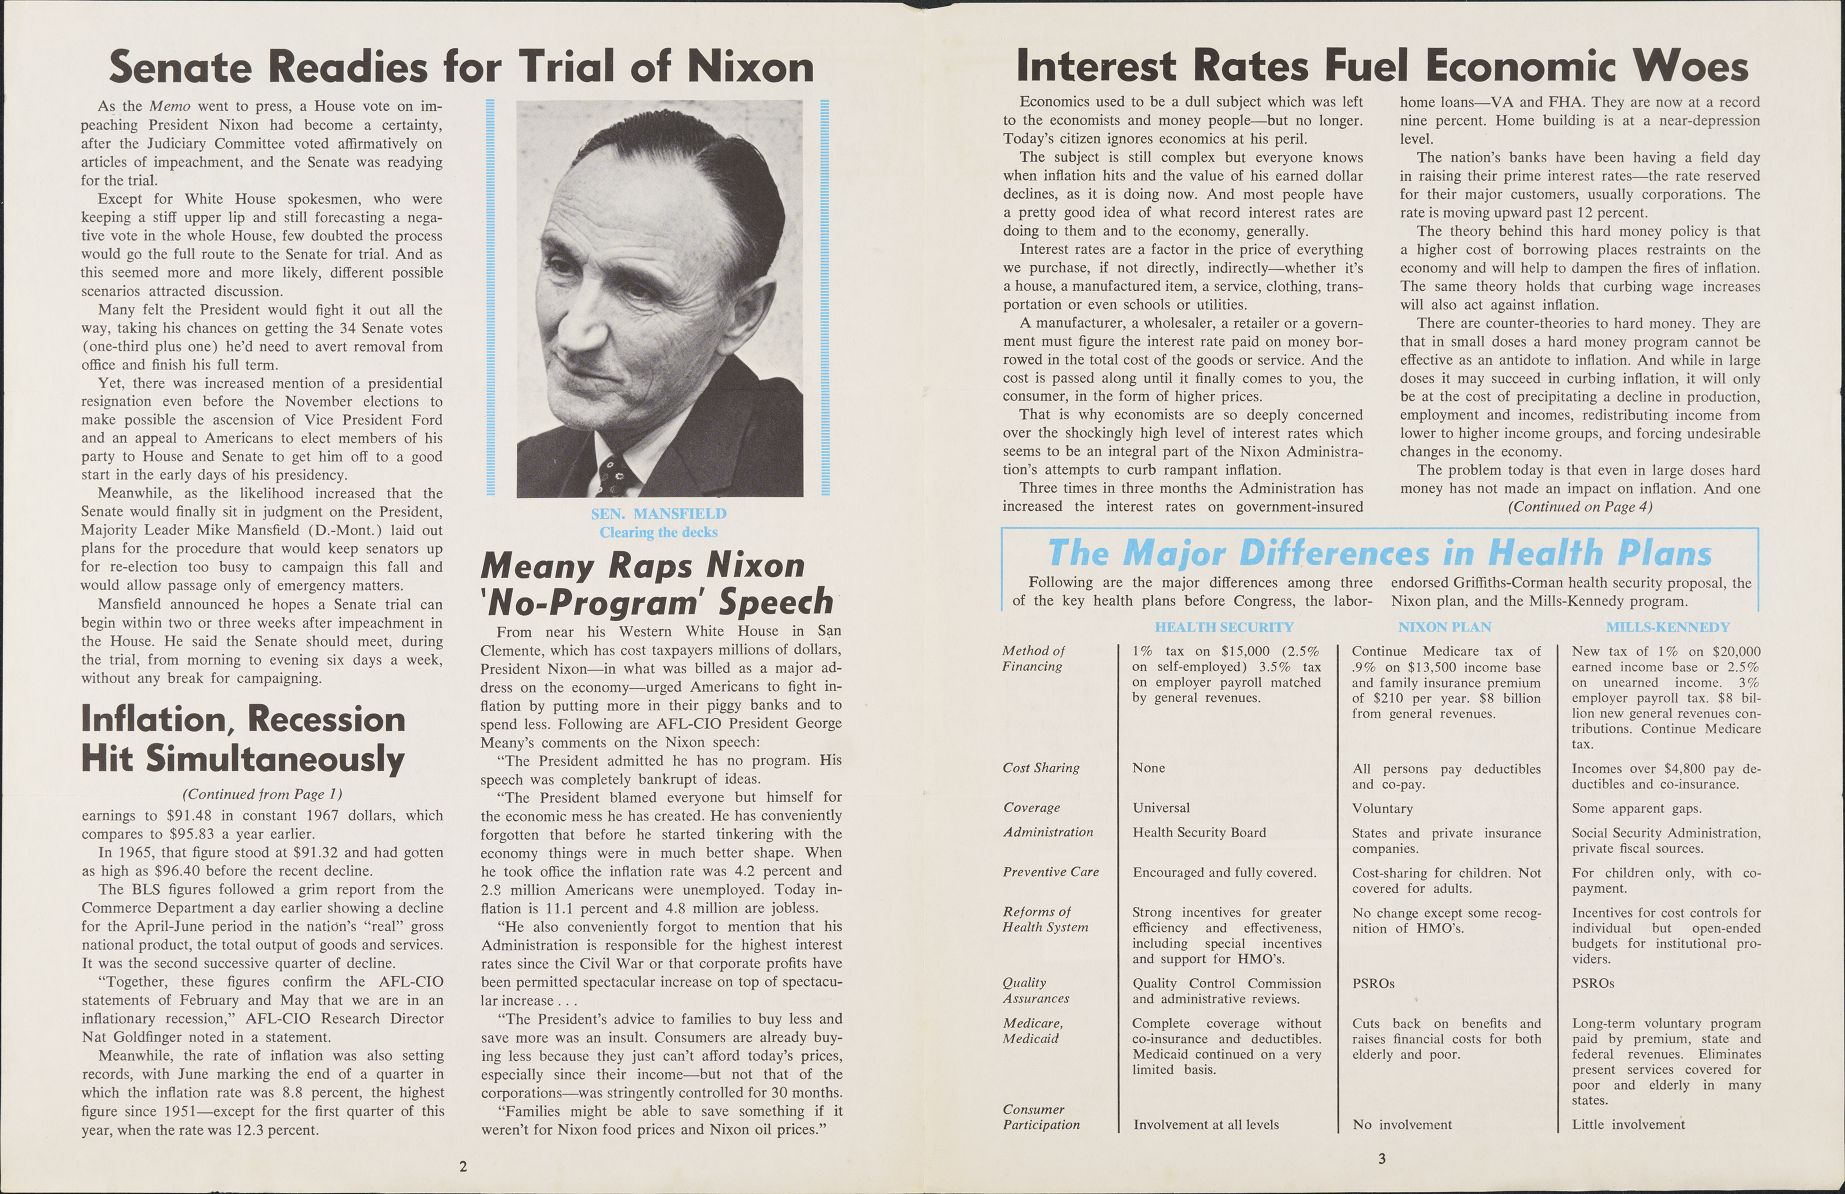 Senate Readies for Trial of Nixon
As the Memo went to press, a House vote on im-
peaching President Nixon had become a certainty,
after the Judiciary Committee voted affirmatively on
articles of impeachment, and the Senate was readying
for the trial.
Except for White House spokesmen, who were
keeping a stiff upper lip and still forecasting a nega-
tive vote in the whole House, few doubted the process
would go the full route to the Senate for trial. And as
this seemed more and more likely, different possible
scenarios attracted discussion.
Many felt the President would fight it out all the
way, taking his chances on getting the 34 Senate votes
(one-third plus one) he'd need to avert removal from
office and finish his full term.
Yet, there was increased mention of a presidential
resignation even before the November elections to
make possible the ascension of Vice President Ford
and an appeal to Americans to elect members of his
party to House and Senate to get him off to a good
start in the early days of his presidency.
Meanwhile, as the likelihood increased that the
Senate would finally sit in judgment on the President,
Majority Leader Mike Mansfield (D.-Mont.) laid out
plans for the procedure that would keep senators up
for re-election too busy to campaign this fall and
would allow passage only of emergency matters.
Mansfield announced he hopes a Senate trial can
begin within two or three weeks after impeachment in
the House. He said the Senate should meet, during
the trial, from morning to evening six days a week,
without any break for campaigning.
Inflation, Recession
Hit Simultaneously
(Continued from Page 1)
earnings to $91.48 in constant 1967 dollars, which
compares to $95.83 a year earlier.
In 1965, that figure stood at $91.32 and had gotten
as high as $96.40 before the recent decline.
The BLS figures followed a grim report from the
Commerce Department a day earlier showing a decline
for the April-June period in the nation's "real" gross
national product, the total output of goods and services.
It was the second successive quarter of decline.
"Together, these figures confirm the AFL-CIO
statements of February and May that we are in an
inflationary recession," AFL-CIO Research Director
Nat Goldfinger noted in a statement.
Meanwhile, the rate of inflation was also setting
records, with June marking the end of a quarter in
which the inflation rate was 8.8 percent, the highest
figure since 1951—except for the first quarter of this
year, when the rate was 12.3 percent.
SEN. MANSFIELD
Clearing the decks
Meany Raps Nixon
'No-Program' Speech
From near his Western White House in San
Clemente, which has cost taxpayers millions of dollars,
President Nixon—in what was billed as a major ad-
dress on the economy—urged Americans to fight in-
flation by putting more in their piggy banks and to
spend less. Following are AFL-CIO President George
Meany's comments on the Nixon speech:
"The President admitted he has no program. His
speech was completely bankrupt of ideas.
"The President blamed everyone but himself for
the economic mess he has created. He has conveniently
forgotten that before he started tinkering with the
economy things were in much better shape. When
he took office the inflation rate was 4.2 percent and
2.8 million Americans were unemployed. Today in-
flation is 11.1 percent and 4.8 million are jobless.
"He also conveniently forgot to mention that his
Administration is responsible for the highest interest
rates since the Civil War or that corporate profits have
been permitted spectacular increase on top of spectacu-
lar increase . . .
"The President's advice to families to buy less and
save more was an insult. Consumers are already buy-
ing less because they just can't afford today's prices,
especially since their income—but not that of the
corporations—was stringently controlled for 30 months.
"Families might be able to save something if it
weren't for Nixon food prices and Nixon oil prices."
2
Interest Rates Fuel Economic Woes
Economics used to be a dull subject which was left
to the economists and money people—but no longer.
Today's citizen ignores economics at his peril.
The subject is still complex but everyone knows
when inflation hits and the value of his earned dollar
declines, as it is doing now. And most people have
a pretty good idea of what record interest rates are
doing to them and to the economy, generally.
Interest rates are a factor in the price of everything
we purchase, if not directly, indirectly—whether it's
a house, a manufactured item, a service, clothing, trans-
portation or even schools or utilities.
A manufacturer, a wholesaler, a retailer or a govern-
ment must figure the interest rate paid on money bor-
rowed in the total cost of the goods or service. And the
cost is passed along until it finally comes to you, the
consumer, in the form of higher prices.
That is why economists are so deeply concerned
over the shockingly high level of interest rates which
seems to be an integral part of the Nixon Administra-
tion's attempts to curb rampant inflation.
Three times in three months the Administration has
increased the interest rates on government-insured
home loans—VA and FHA. They are now at a record
nine percent. Home building is at a near-depression
level.
The nation's banks have been having a field day
in raising their prime interest rates—the rate reserved
for their major customers, usually corporations. The
rate is moving upward past 12 percent.
The theory behind this hard money policy is that
a higher cost of borrowing places restraints on the
economy and will help to dampen the fires of inflation.
The same theory holds that curbing wage increases
will also act against inflation.
There are counter-theories to hard money. They are
that in small doses a hard money program cannot be
effective as an antidote to inflation. And while in large
doses it may succeed in curbing inflation, it will only
be at the cost of precipitating a decline in production,
employment and incomes, redistributing income from
lower to higher income groups, and forcing undesirable
changes in the economy.
The problem today is that even in large doses hard
money has not made an impact on inflation. And one
(Continued on Page 4)
The Major Differences in Health Plans
Following are the major differences among three
of the key health plans before Congress, the labor-
endorsed Griffiths-Corman health security proposal, the
Nixon plan, and the Mills-Kennedy program.
HEALTH SECURITY
NIXON PLAN
MILLS-KENNEDY
Method of
Financing
1% tax on $15,000 (2.5%
on self-employed) 3.5% tax
on employer payroll matched
by general revenues.
Continue Medicare tax of
.9% on $13,500 income base
and family insurance premium
of $210 per year. $8 billion
from general revenues.
New tax of 1% on $20,000
earned income base or 2.5%
on unearned income. 3%
employer payroll tax. $8 bil-
lion new general revenues con-
tributions. Continue Medicare
tax.
Cost Sharing
None
All persons pay deductibles
and co-pay.
Incomes over $4,800 pay de-
ductibles and co-insurance.
Coverage
Universal
Voluntary
Some apparent gaps.
Administration
Health Security Board
States and private insurance
companies.
Social Security Administration,
private fiscal sources.
Preventive Care
Encouraged and fully covered.
Cost-sharing for children. Not
covered for adults.
For children only, with co-
payment.
Reforms of
Health System
Strong incentives for greater
efficiency and effectiveness,
including special incentives
and support for HMO's.
No change except some recog-
nition of HMO's.
Incentives for cost controls for
individual but open-ended
budgets for institutional pro-
viders.
Quality
Assurances
Quality Control Commission
and administrative reviews.
PSROs
PSROs
Medicare,
Medicaid
Complete coverage without
co-insurance and deductibles.
Medicaid continued on a very
limited basis.
Cuts back on benefits and
raises financial costs for both
elderly and poor.
Long-term voluntary program
paid by premium, state and
federal revenues. Eliminates
present services covered for
poor and elderly in many
states.
Consumer
Participation
Involvement at all levels
No involvement
Little involvement
3